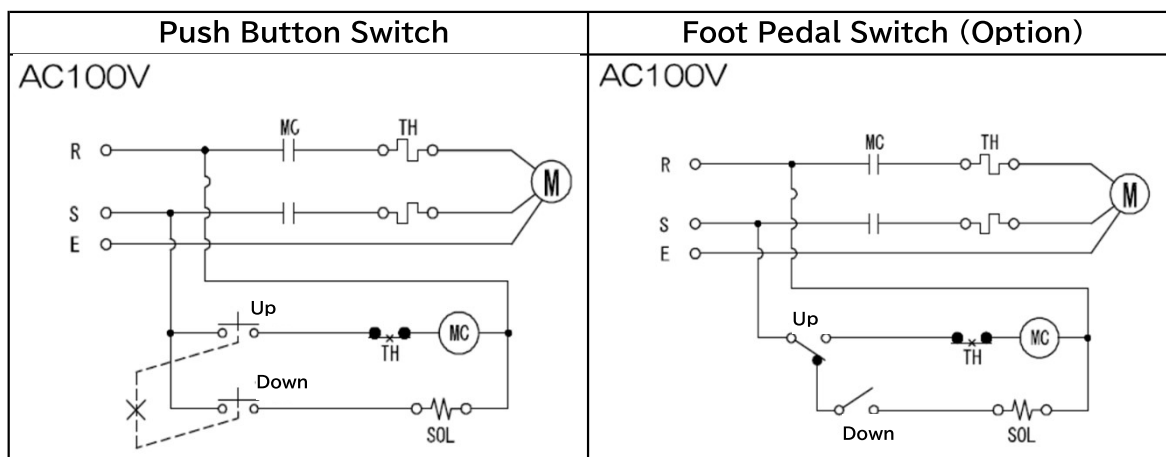 Push Button Switch
AC100V
MC
TH
R
M
S
E
Up
MC
TH
Down
SOL
Foot Pedal Switch (Option)
AC100V
MC
TH
R
M
S
E
Up
MC
TH
Down
SOL